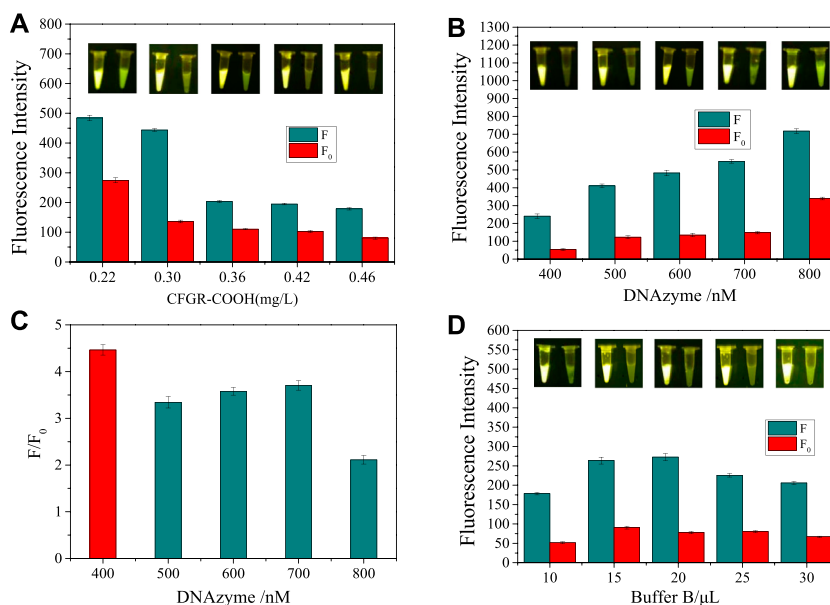 A
800
700
600
500
400
300
200
100
0
Fluorescence Intensity
F
F0
0.22 0.30 0.36 0.42 0.46
CFGR-COOH(mg/L)
B
1300
1200
1100
1000
900
800
700
600
500
400
300
200
100
0
Fluorescence Intensity
F
F0
400 500 600 700 800
DNAzyme /nM
C
5
4
3
2
1
0
F/F0
400 500 600 700 800
DNAzyme /nM
D
600
550
500
450
400
350
300
250
200
150
100
50
0
Fluorescence Intensity
F
F0
10 15 20 25 30
Buffer B/μL